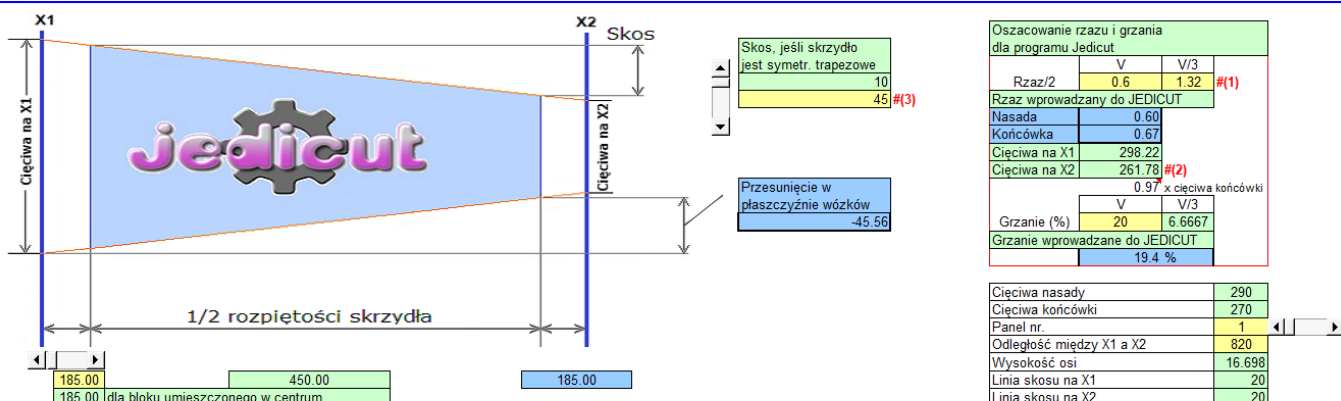 X1
X2
Skos
Cięciwa na X1
jedicut
Cięciwa na X2
1/2 rozpiętości skrzydła
185.00
450.00
185.00
185.00 dla bloku umieszczonego w centrum
Skos, jeśli skrzydło
jest symetr. trapezowe
10
45 #(3)
Przesunięcie w
płaszczyźnie wózków
-45.56
Oszacowanie rzazu i grzania
dla programu Jedicut
V V/3
Rzaz/2 0.6 1.32 #(1)
Rzaz wprowadzany do JEDICUT
Nasada 0.60
Końcówka 0.67
Cięciwa na X1 298.22
Cięciwa na X2 261.78 #(2)
0.97 x cięciwa końcówki
V V/3
Grzanie (%) 20 6.6667
Grzanie wprowadzane do JEDICUT
19.4 %
Cięciwa nasady 290
Cięciwa końcówki 270
Panel nr. 1
Odległość między X1 a X2 820
Wysokość osi 16.698
Linia skosu na X1 20
Linia skosu na X2 20